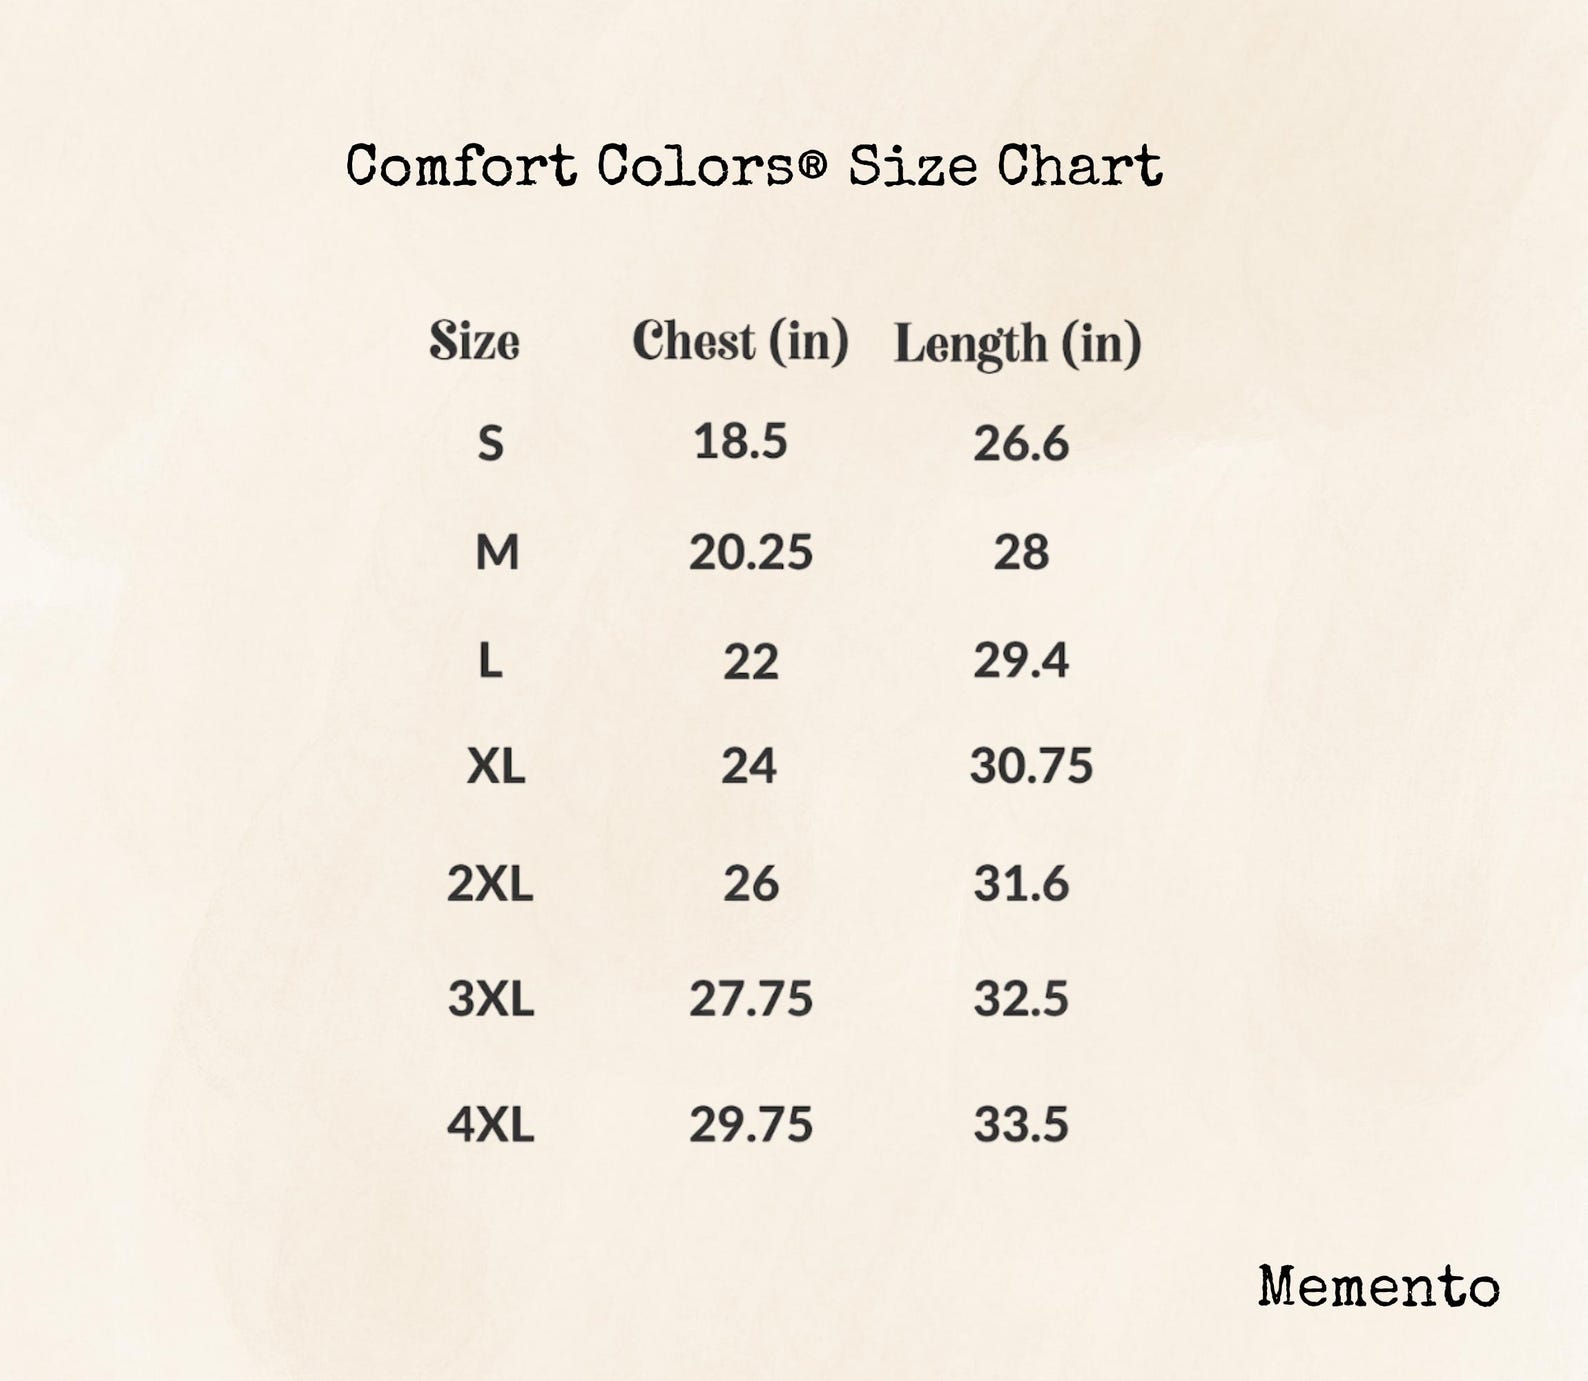 Comfort Colors® Size Chart
Size Chest (in) Length (in)
S 18.5 26.6
M 20.25 28
L 22 29.4
XL 24 30.75
2XL 26 31.6
3XL 27.75 32.5
4XL 29.75 33.5
Memento